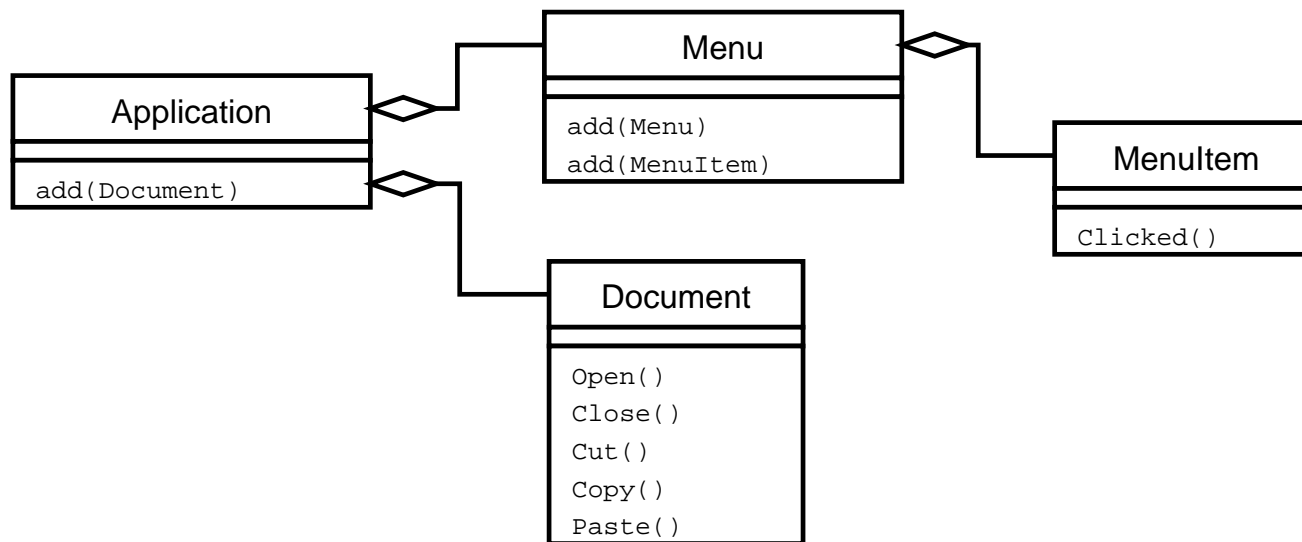 Application
add(Document)
Menu
add(Menu)
add(MenuItem)
MenuItem
Clicked()
Document
Open()
Close()
Cut()
Copy()
Paste()